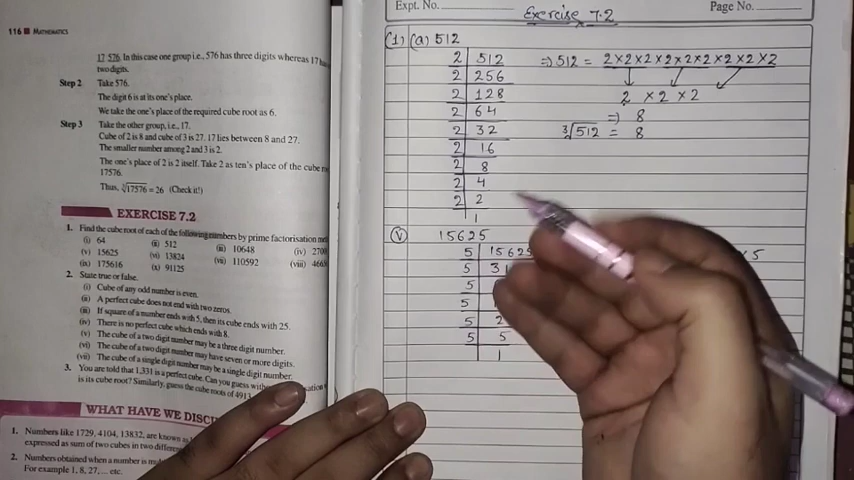 116 MATHEMATICS
17 576. In this case one group i.e., 576 has three digits whereas 17 has
two digits.
Step 2 Take 576.
The digit 6 is at its one's place.
We take the one's place of the required cube root as 6.
Step 3 Take the other group, i.e., 17.
Cube of 2 is 8 and cube of 3 is 27. 17 lies between 8 and 27.
The smaller number among 2 and 3 is 2.
The one's place of 2 is 2 itself. Take 2 as ten's place of the cube
17576.
Thus, ∛17576 = 26 (Check it!)
EXERCISE 7.2
1. Find the cube root of each of the following numbers by prime factorisation
(i) 64 (ii) 512 (iii) 10648 (iv)
(v) 15625 (vi) 13824 (vii) 110592 (viii)
(ix) 175616 (x) 91125
2. State true or false.
(i) Cube of any odd number is even.
(ii) A perfect cube does not end with two zeros.
(iii) If square of a number ends with 5, then its cube ends with 25.
(iv) There is no perfect cube which ends with 8.
(v) The cube of a two digit number may be a three digit number.
(vi) The cube of a two digit number may have seven or more digits.
(vii) The cube of a single digit number may be a single digit number.
3. You are told that 1,331 is a perfect cube. Can you guess
is its cube root? Similarly, guess the cube roots of 4913
WHAT HAVE WE
1. Numbers like 1729, 4104, 13832, are known
expressed as sum of two cubes in two
2. Numbers obtained when a number is
For example 1, 8, 27, ... etc.
Expt. No. Page No.
Exercise 7.2
(1) (a) 512
2 512 ⇒ 512 = 2×2×2×2×2×2×2×2×2
2 256
2 128 2 ×2 ×2
2 64 ⇒ 8
2 32 ∛512 = 8
2 16
2 8
2 4
2 2
1
(v) 15625
5 15625 × 5
5 31
5
5
5 2
5 5
1